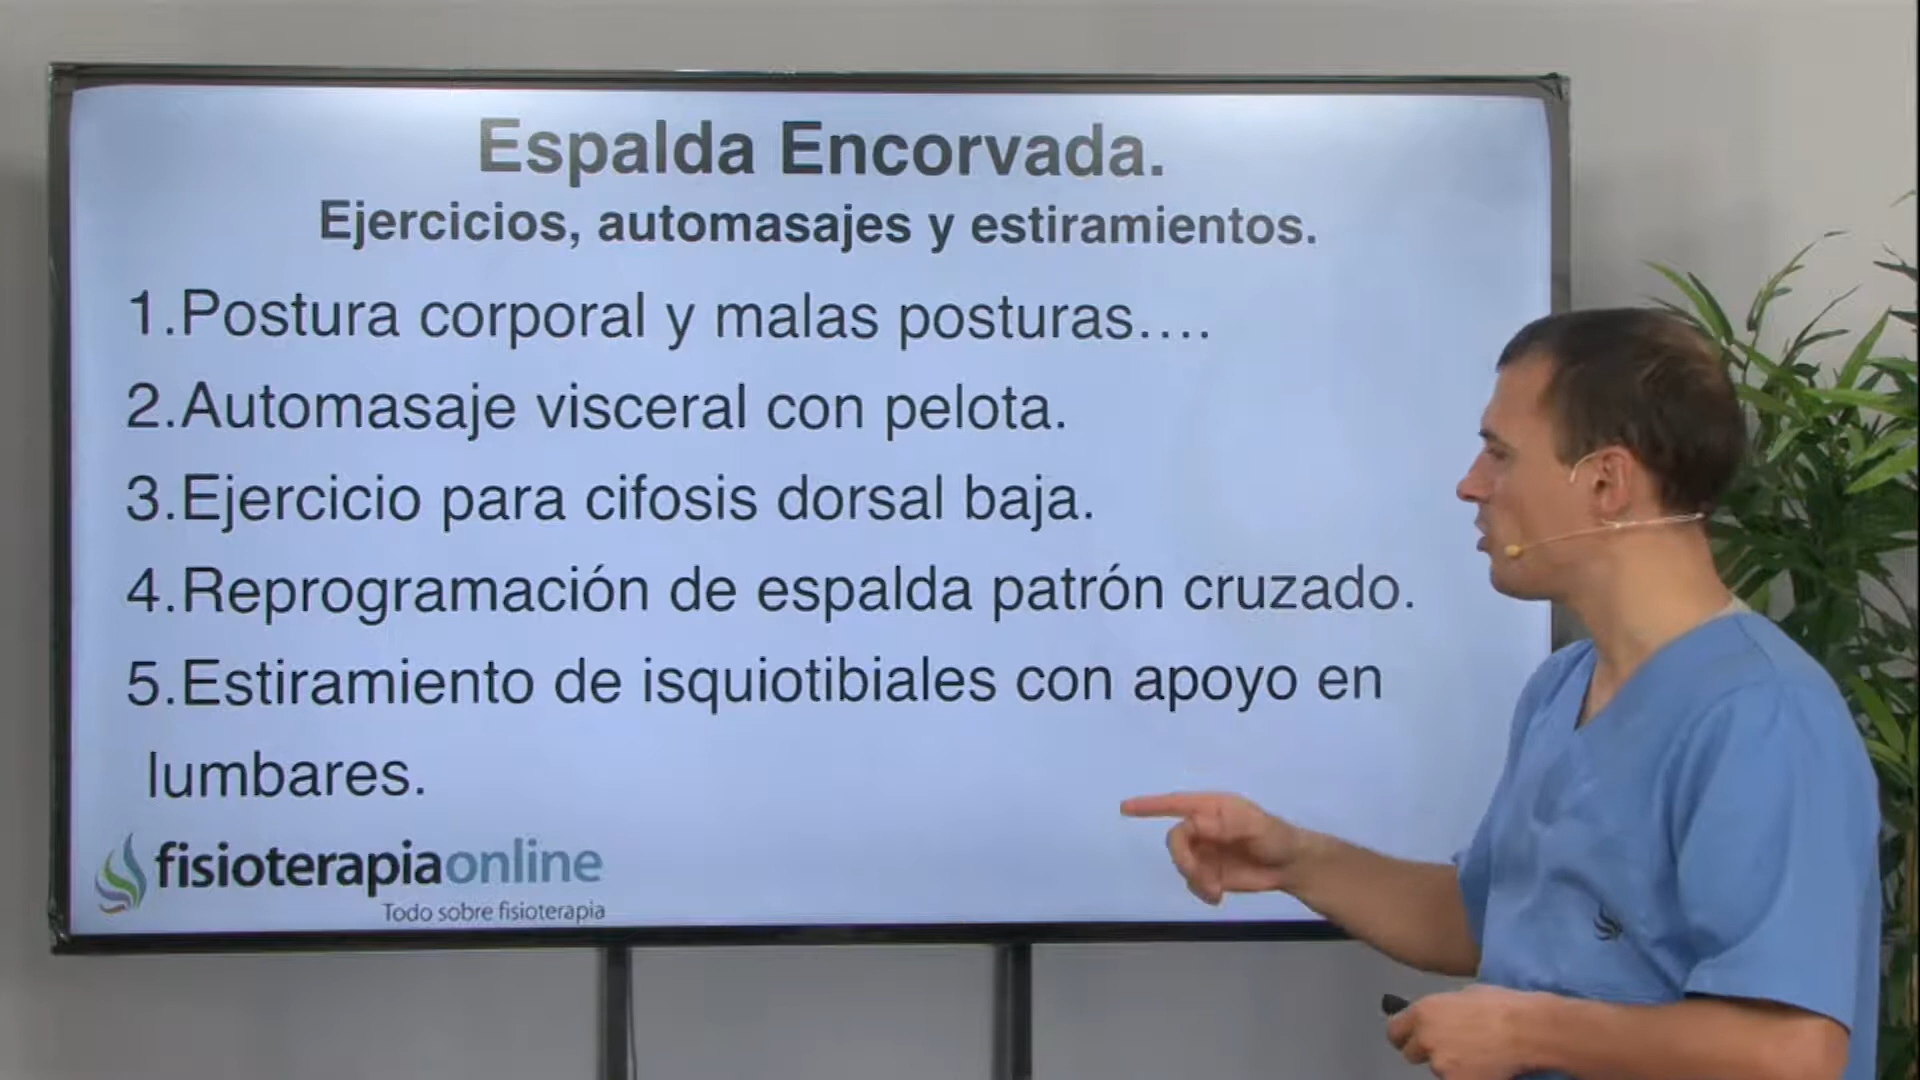 Espalda Encorvada.
Ejercicios, automasajes y estiramientos.
1.Postura corporal y malas posturas....
2.Automasaje visceral con pelota.
3.Ejercicio para cifosis dorsal baja.
4.Reprogramación de espalda patrón cruzado.
5.Estiramiento de isquiotibiales con apoyo en
lumbares.
fisioterapiaonline
Todo sobre fisioterapia